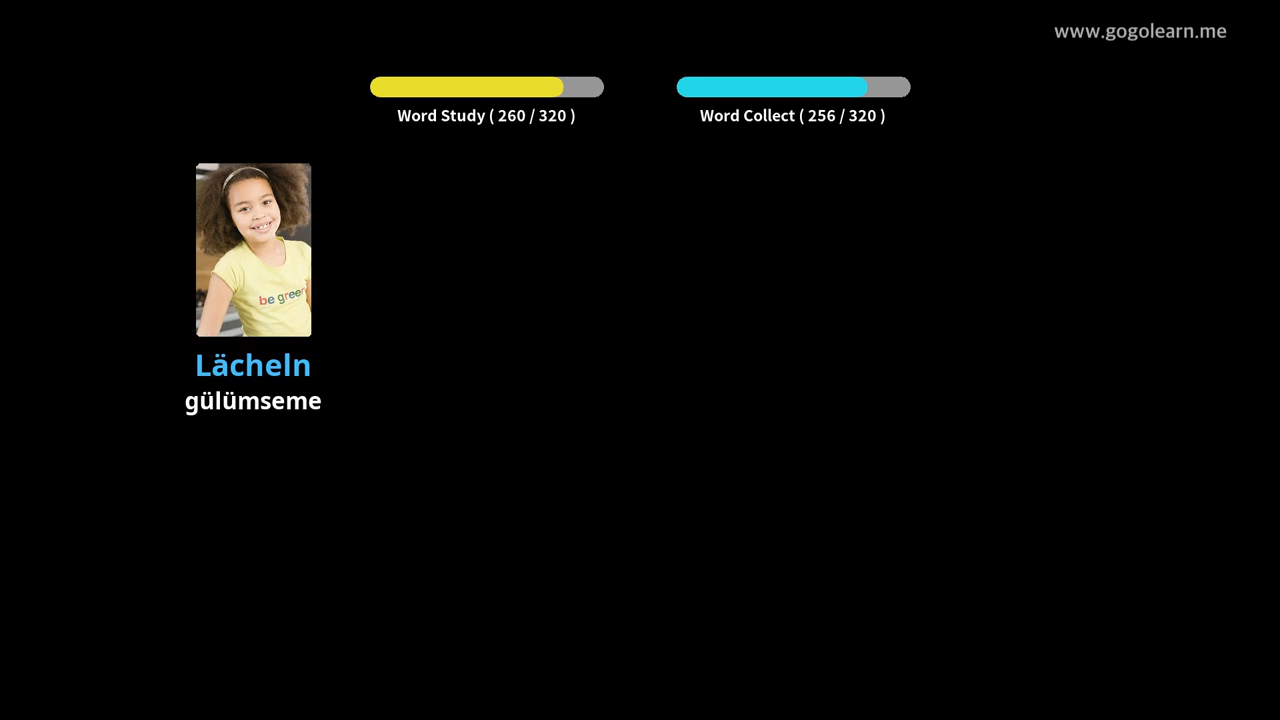 www.gogolearn.me
Word Study ( 260 / 320 )
Word Collect ( 256 / 320 )
be green
Lächeln
gülümseme